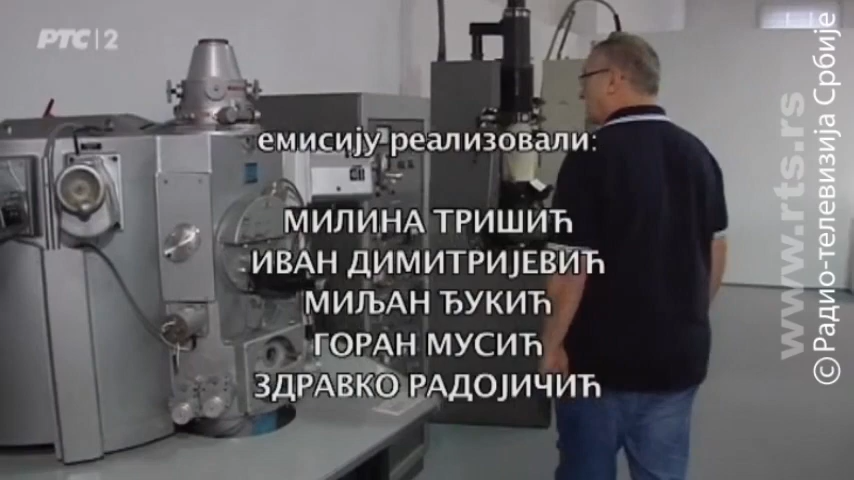 РТС|2
емисију реализовали:
МИЛИНА ТРИШИЋ
ИВАН ДИМИТРИЈЕВИЋ
МИЉАН ЂУКИЋ
ГОРАН МУСИЋ
ЗДРАВКО РАДОЈИЧИЋ
www.rts.rs
© Радио-телевизија Србије